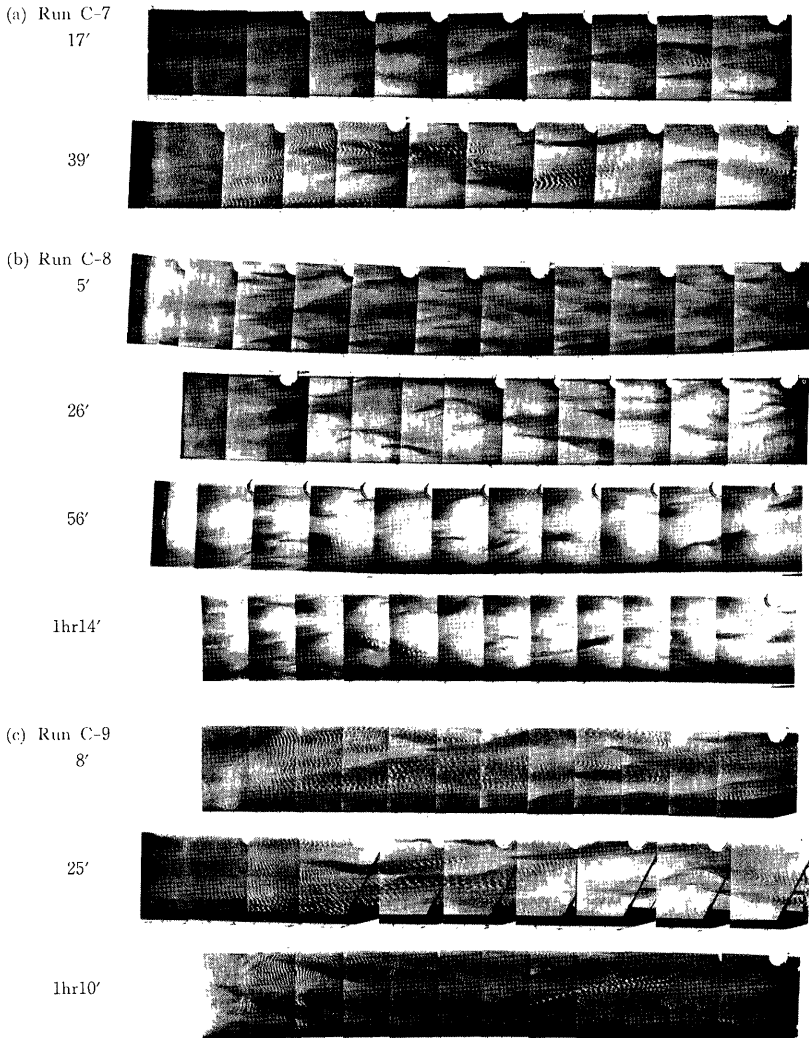 (a) Run C-7
17′
39′
(b) Run C-8
5′
26′
56′
1hr14′
(c) Run C-9
8′
25′
1hr10′